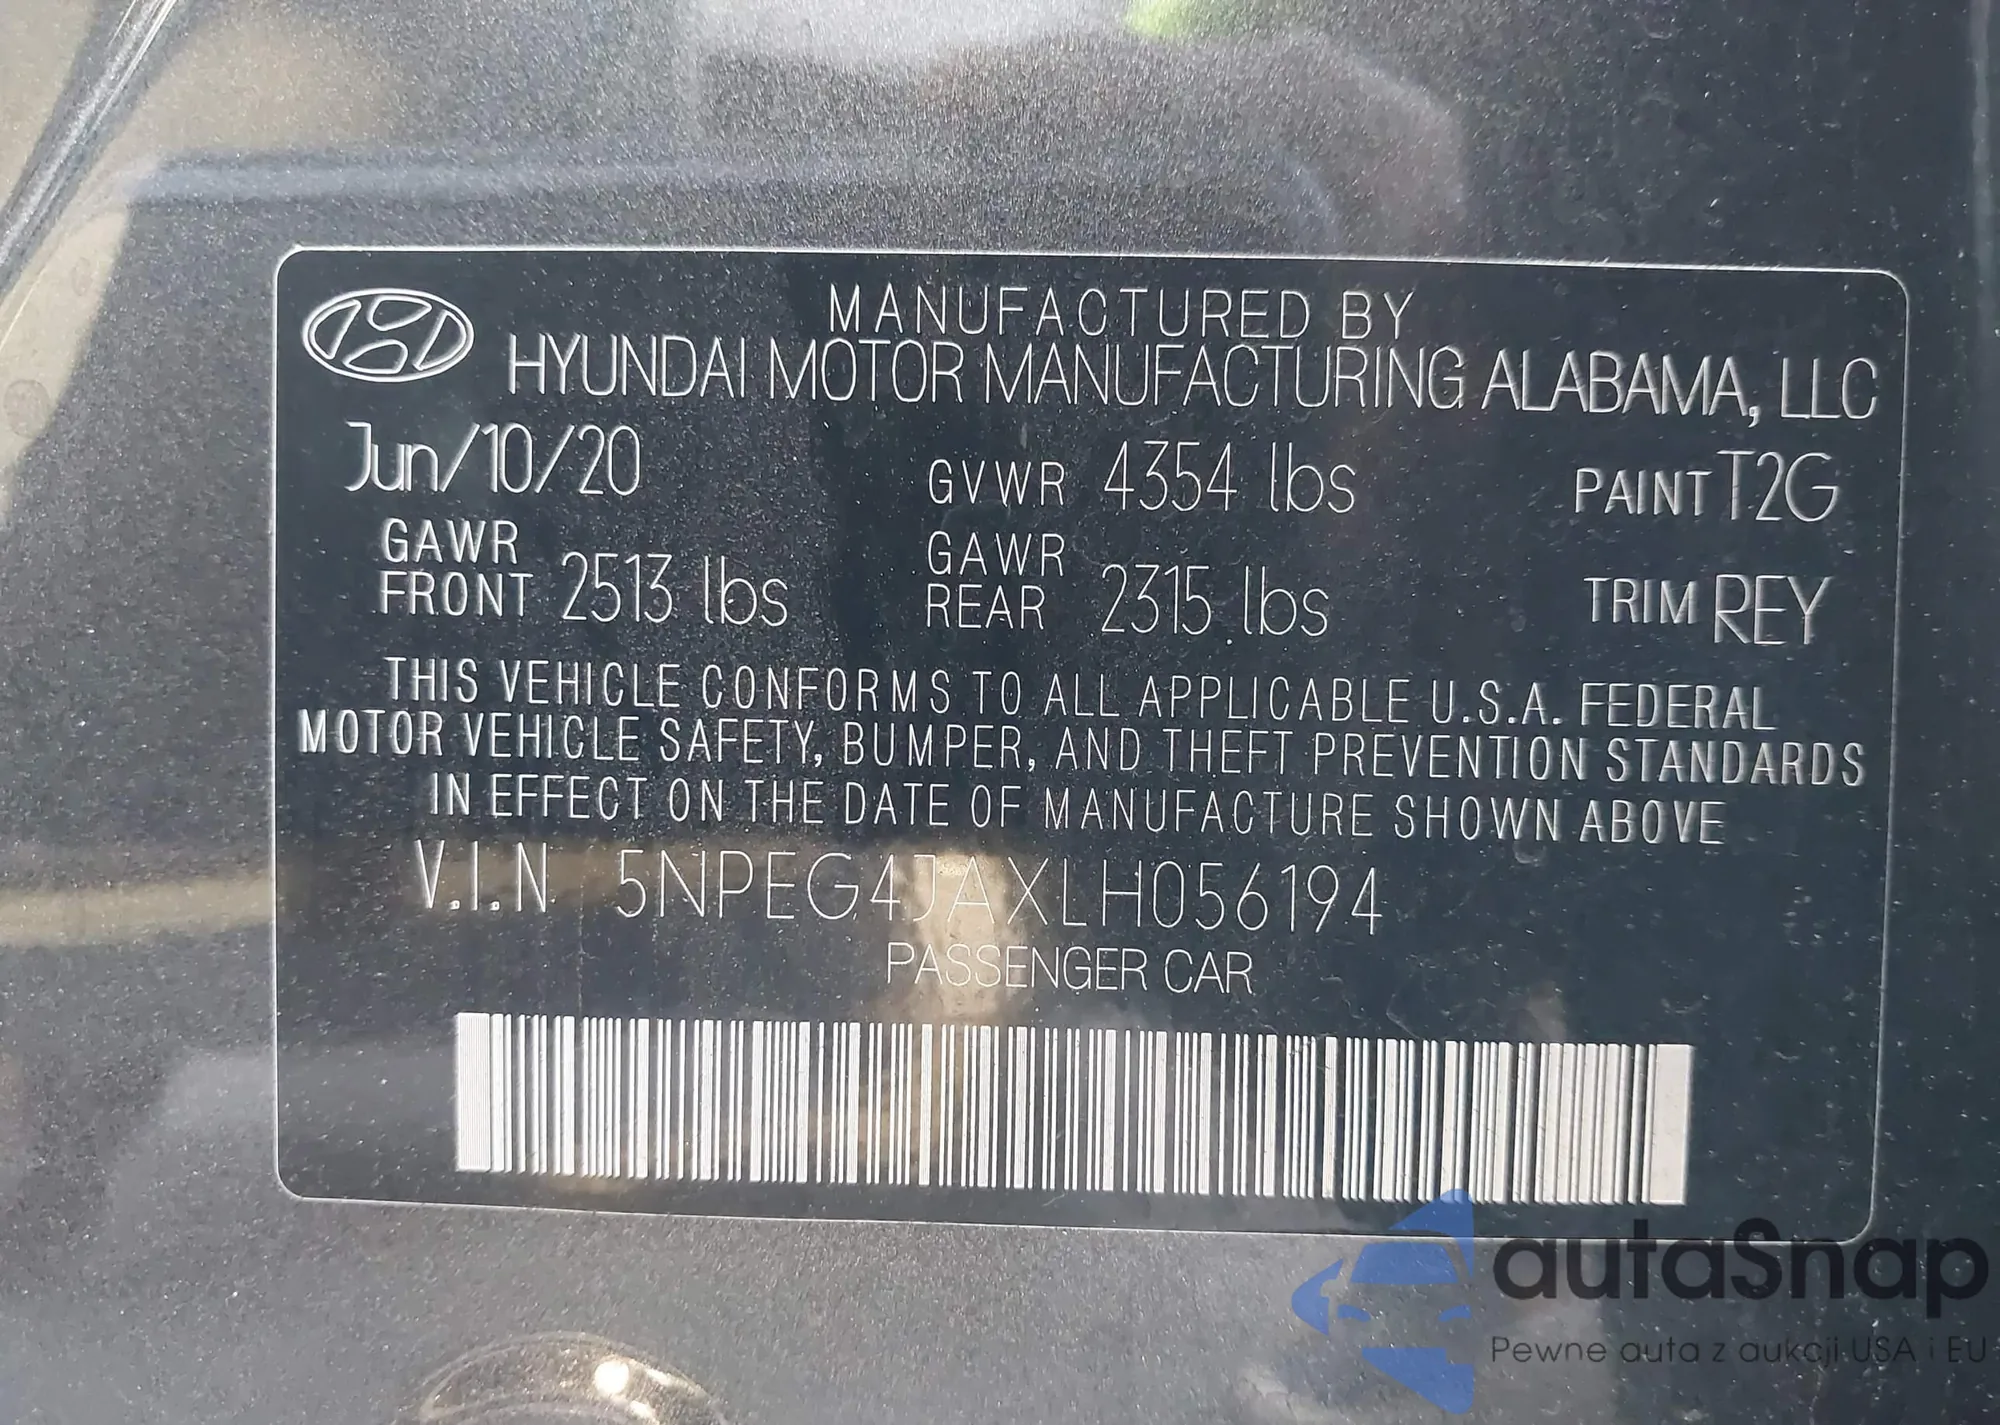 MANUFACTURED BY
HYUNDAI MOTOR MANUFACTURING ALABAMA, LLC
Jun/10/20 GVWR 4354 lbs PAINT T2G
GAWR FRONT 2513 lbs GAWR REAR 2315 lbs TRIM REY
THIS VEHICLE CONFORMS TO ALL APPLICABLE U.S.A. FEDERAL
MOTOR VEHICLE SAFETY, BUMPER, AND THEFT PREVENTION STANDARDS
IN EFFECT ON THE DATE OF MANUFACTURE SHOWN ABOVE
V.I.N 5NPEG4JAXLH056194
PASSENGER CAR
autaSnap
Pewne auta z aukcji USA i EU